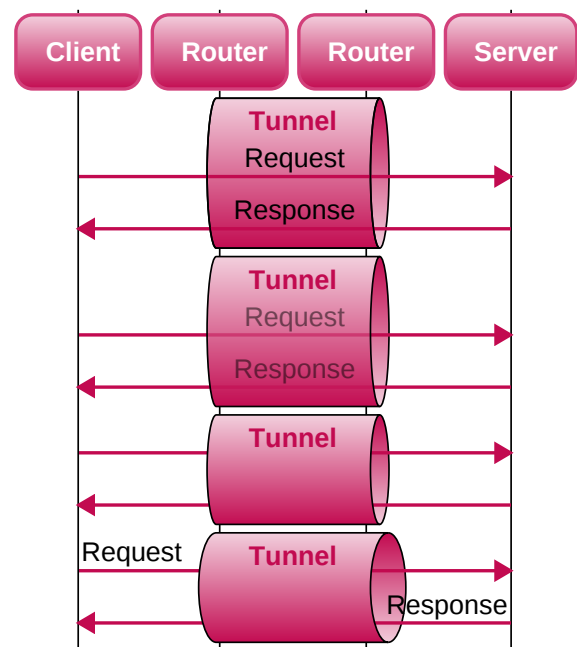 Client Router Router Server
Tunnel
Request
Response
Tunnel
Request
Response
Tunnel
Tunnel
Request
Response